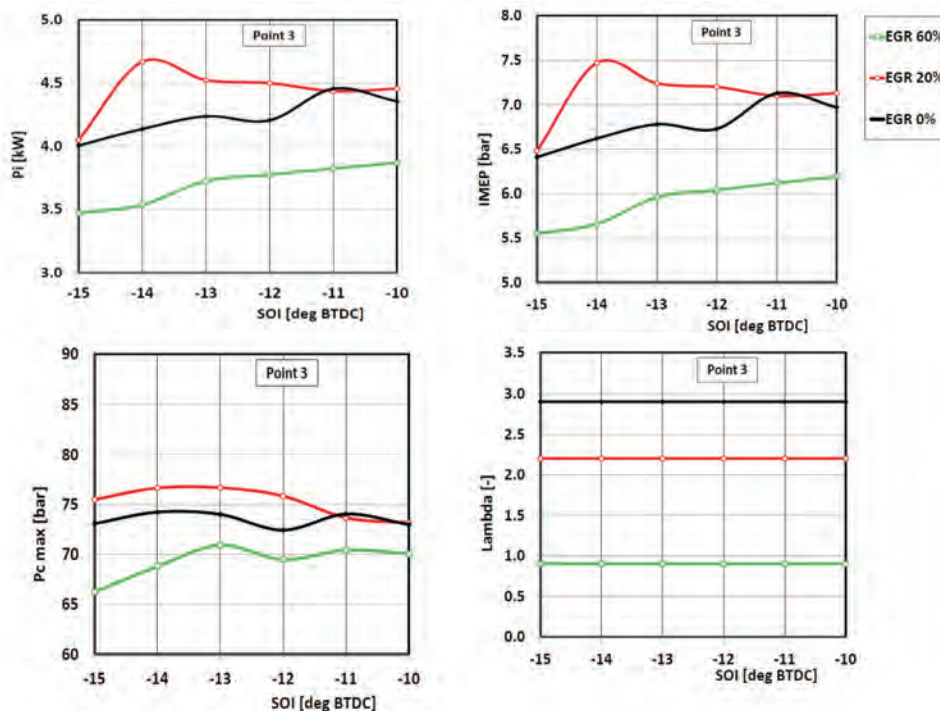 Point 3
5.0
4.5
4.0
3.5
3.0
Pi [kW]
-15 -14 -13 -12 -11 -10
SOI [deg BTDC]
Point 3
8.0
7.5
7.0
6.5
6.0
5.5
5.0
IMEP [bar]
-15 -14 -13 -12 -11 -10
SOI [deg BTDC]
EGR 60%
EGR 20%
EGR 0%
Point 3
90
85
80
75
70
65
60
Pc max [bar]
-15 -14 -13 -12 -11 -10
SOI [deg BTDC]
Point 3
3.5
3.0
2.5
2.0
1.5
1.0
0.5
0.0
Lambda [-]
-15 -14 -13 -12 -11 -10
SOI [deg BTDC]